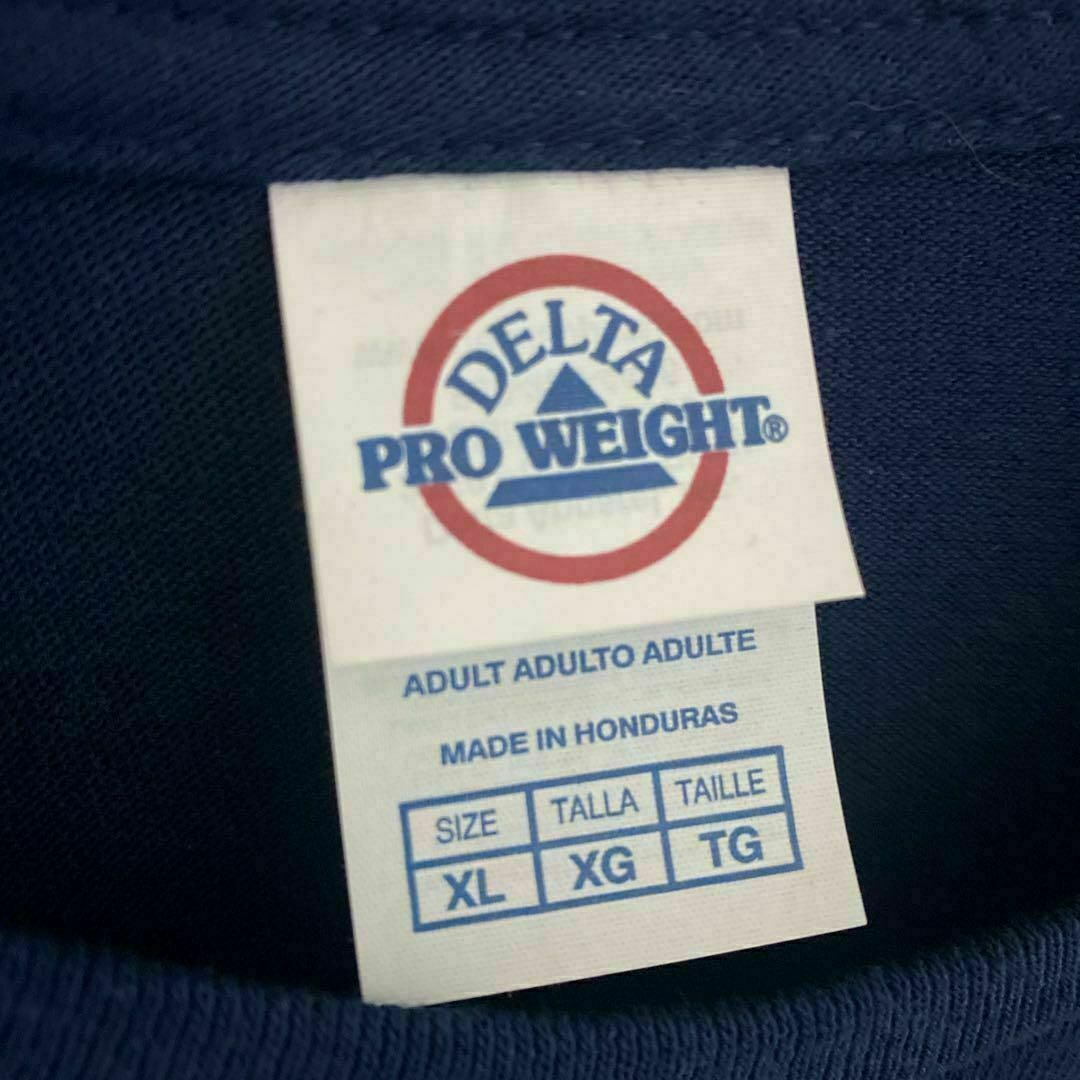 DELTA
PRO WEIGHT®
ADULT ADULTO ADULTE
MADE IN HONDURAS
SIZE TALLA TAILLE
XL XG TG